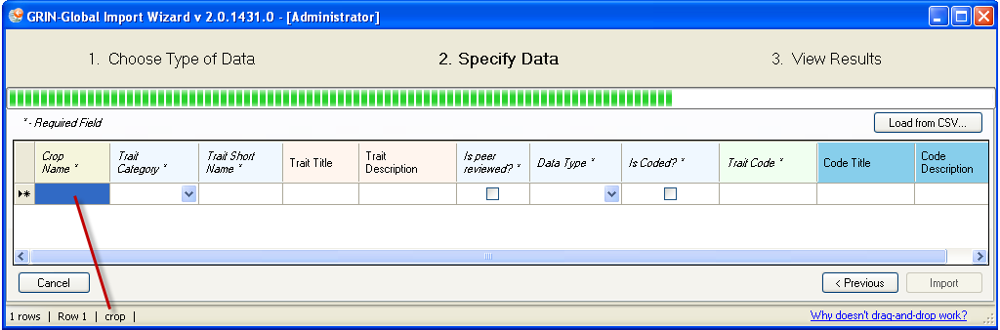 GRIN-Global Import Wizard v 2.0.1431.0 - [Administrator]
1. Choose Type of Data 2. Specify Data 3. View Results
* - Required Field
Load from CSV...
Crop Name * Trait Category * Trait Short Name * Trait Title Trait Description Is peer reviewed? * Data Type * Is Coded? * Trait Code * Code Title Code Description
Cancel < Previous Import
1 rows | Row 1 | crop | Why doesn't drag-and-drop work?